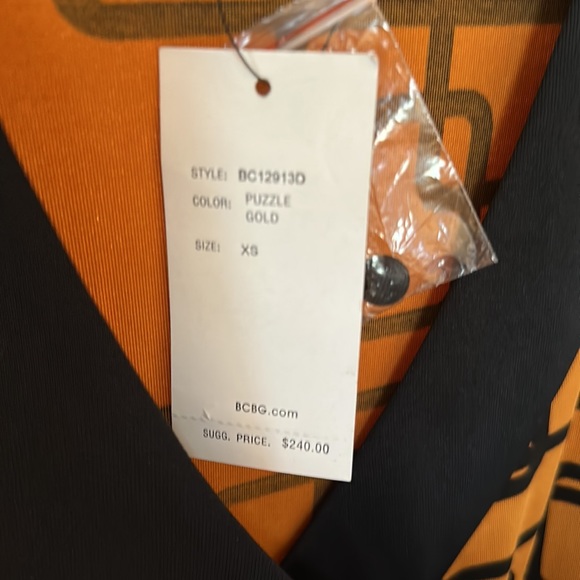 STYLE: BC12913D
COLOR: PUZZLE
GOLD
SIZE: XS
BCBG.com
SUGG. PRICE. $240.00